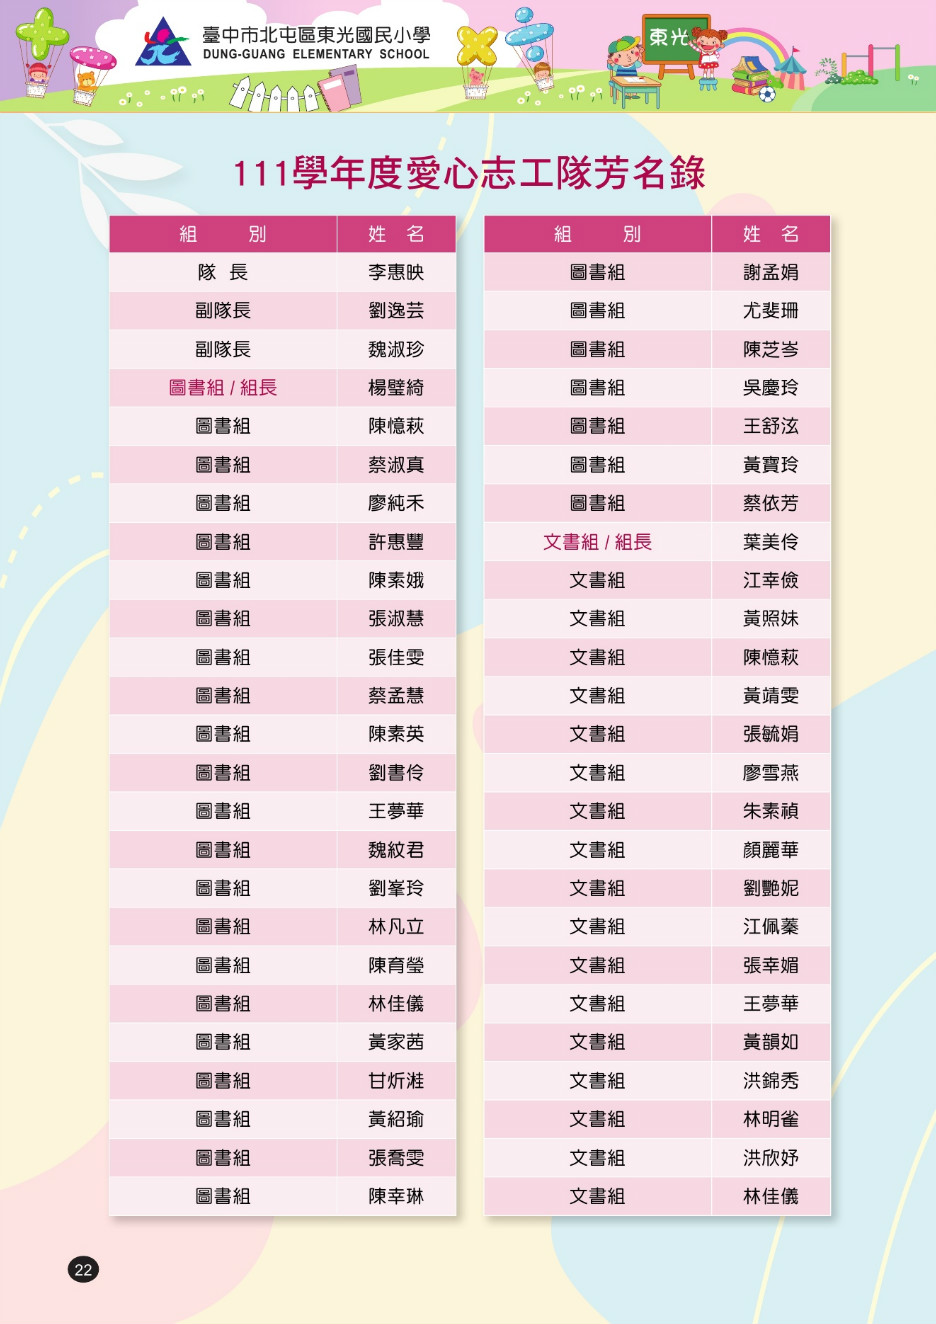 臺中市北屯區東光國民小學
DUNG-GUANG ELEMENTARY SCHOOL
東光
111學年度愛心志工隊芳名錄
組 別 姓 名
隊 長 李惠映
副隊長 劉逸芸
副隊長 魏淑珍
圖書組 / 組長 楊璧綺
圖書組 陳憶萩
圖書組 蔡淑真
圖書組 廖純禾
圖書組 許惠豐
圖書組 陳素娥
圖書組 張淑慧
圖書組 張佳雯
圖書組 蔡孟慧
圖書組 陳素英
圖書組 劉書伶
圖書組 王夢華
圖書組 魏紋君
圖書組 劉峯玲
圖書組 林凡立
圖書組 陳育瑩
圖書組 林佳儀
圖書組 黃家茜
圖書組 甘炘溎
圖書組 黃紹瑜
圖書組 張喬雯
圖書組 陳幸琳
組 別 姓 名
圖書組 謝孟娟
圖書組 尤斐珊
圖書組 陳芝岑
圖書組 吳慶玲
圖書組 王舒泫
圖書組 黃寶玲
圖書組 蔡依芳
文書組 / 組長 葉美伶
文書組 江幸儉
文書組 黃照妹
文書組 陳憶萩
文書組 黃靖雯
文書組 張毓娟
文書組 廖雪燕
文書組 朱素禎
文書組 顏麗華
文書組 劉艷妮
文書組 江佩蓁
文書組 張幸媚
文書組 王夢華
文書組 黃韻如
文書組 洪錦秀
文書組 林明雀
文書組 洪欣妤
文書組 林佳儀
22